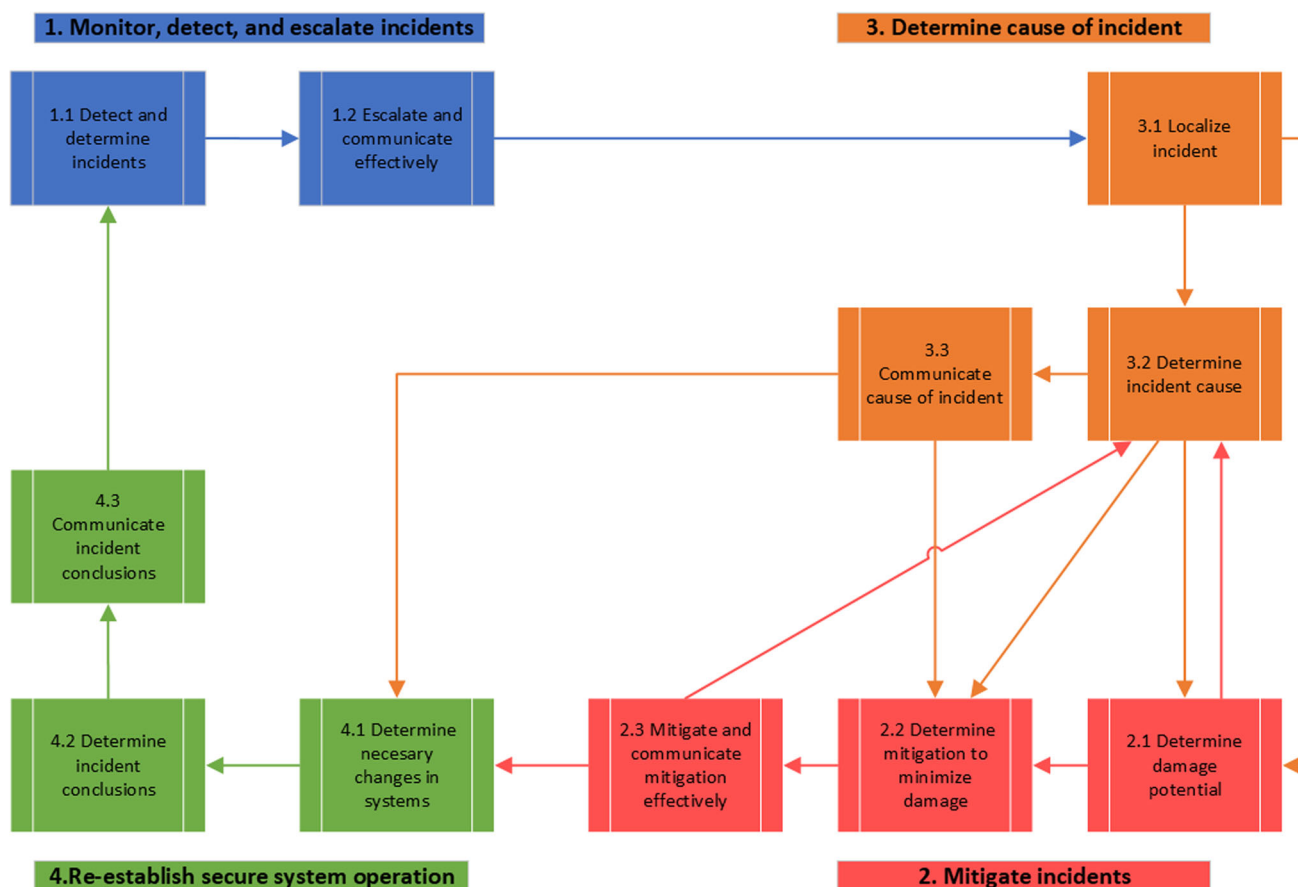 1. Monitor, detect, and escalate incidents
3. Determine cause of incident
1.1 Detect and
determine
incidents
1.2 Escalate and
communicate
effectively
3.1 Localize
incident
3.3
Communicate
cause of incident
3.2 Determine
incident cause
4.3
Communicate
incident
conclusions
4.2 Determine
incident
conclusions
4.1 Determine
necesary
changes in
systems
2.3 Mitigate and
communicate
mitigation
effectively
2.2 Determine
mitigation to
minimize
damage
2.1 Determine
damage
potential
4.Re-establish secure system operation
2. Mitigate incidents